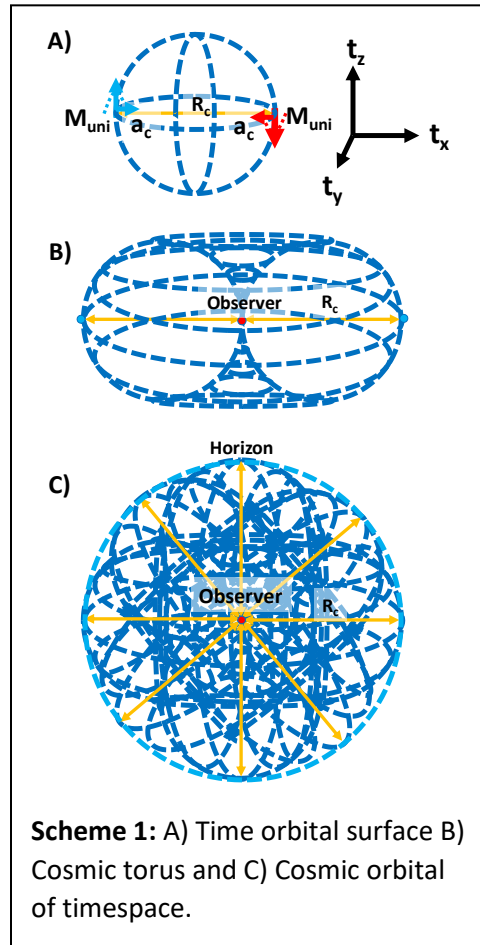 A)
t_z
R_c
M_uni a_c a_c M_uni
t_x
t_y
B)
Observer R_c
Horizon
C)
Observer
R_c
Scheme 1: A) Time orbital surface B)
Cosmic torus and C) Cosmic orbital
of timespace.